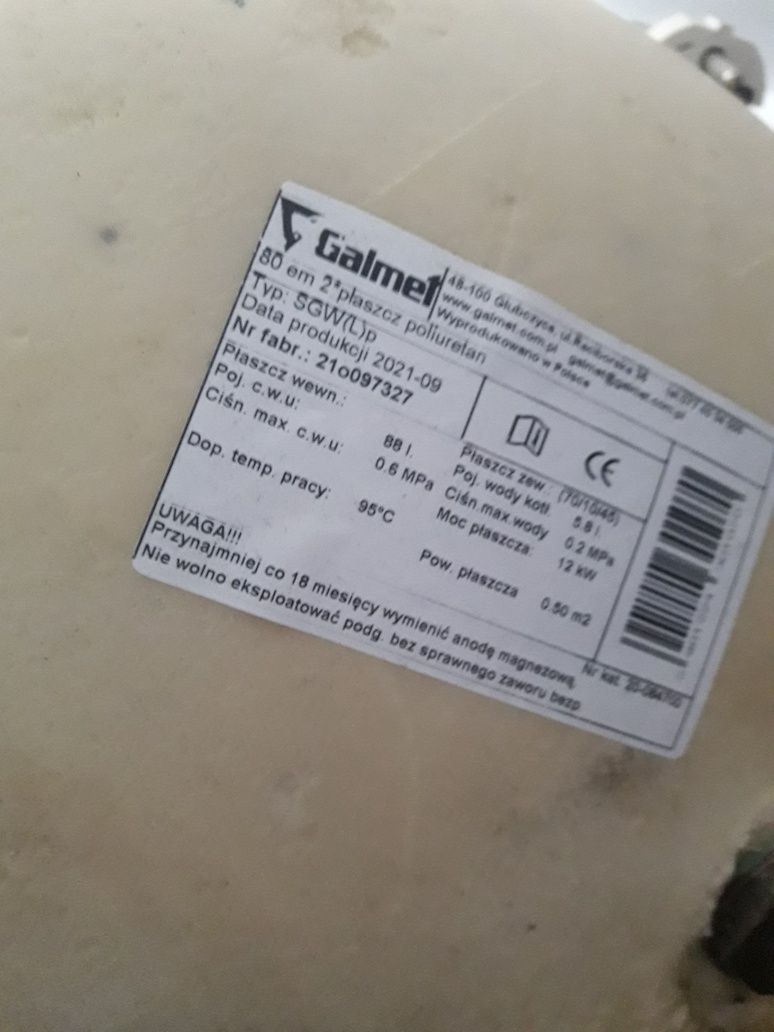 Galmet
48-100 Głubczyce, ul.Raciborska 36
www.galmet.com.pl galmet@galmet.com.pl
Wyprodukowano w Polsce
80 em 2*płaszcz poliuretan
Typ: SGW(L)p
Data produkcji 2021-09
Nr fabr.: 21o097327
Płaszcz wewn.:
Poj. c.w.u: 88 l.
Ciśn. max. c.w.u: 0.6 MPa
Dop. temp. pracy: 95°C
CE
Płaszcz zew.: (70/10/45)
Poj. wody kotł 5.8 l.
Ciśn.max.wody 0.2 MPa
Moc płaszcza: 12 kW
Pow. płaszcza 0.50 m2
UWAGA!!!
Przynajmniej co 18 miesięcy wymienić anodę magnezową.
Nie wolno eksploatować podg. bez sprawnego zaworu bezp.
Nr kat. 20-084700